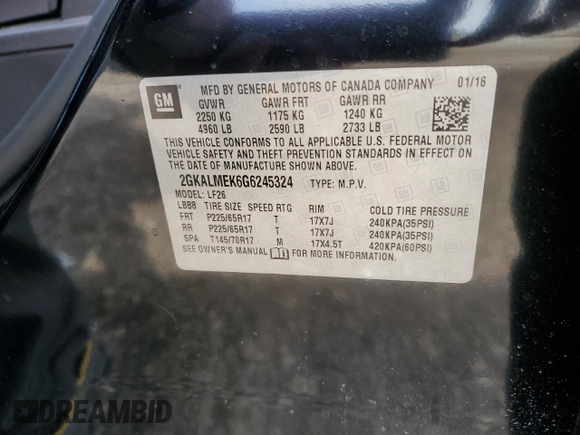 GM
MFD BY GENERAL MOTORS OF CANADA COMPANY 01/16
GVWR GAWR FRT GAWR RR
2250 KG 1175 KG 1240 KG
4960 LB 2590 LB 2733 LB
THIS VEHICLE CONFORMS TO ALL APPLICABLE U.S. FEDERAL MOTOR
VEHICLE SAFETY AND THEFT PREVENTION STANDARDS IN EFFECT ON
THE DATE OF MANUFACTURE SHOWN ABOVE.
2GKALMEK6G6245324 TYPE: M.P.V.
MODEL: LF26
LBBB TIRE SIZE SPEED RTG RIM COLD TIRE PRESSURE
FRT P225/65R17 T 17X7J 240KPA(35PSI)
RR P225/65R17 T 17X7J 240KPA(35PSI)
SPA T145/70R17 M 17X4.5T 420KPA(60PSI)
SEE OWNER'S MANUAL FOR MORE INFORMATION.
DREAMBID